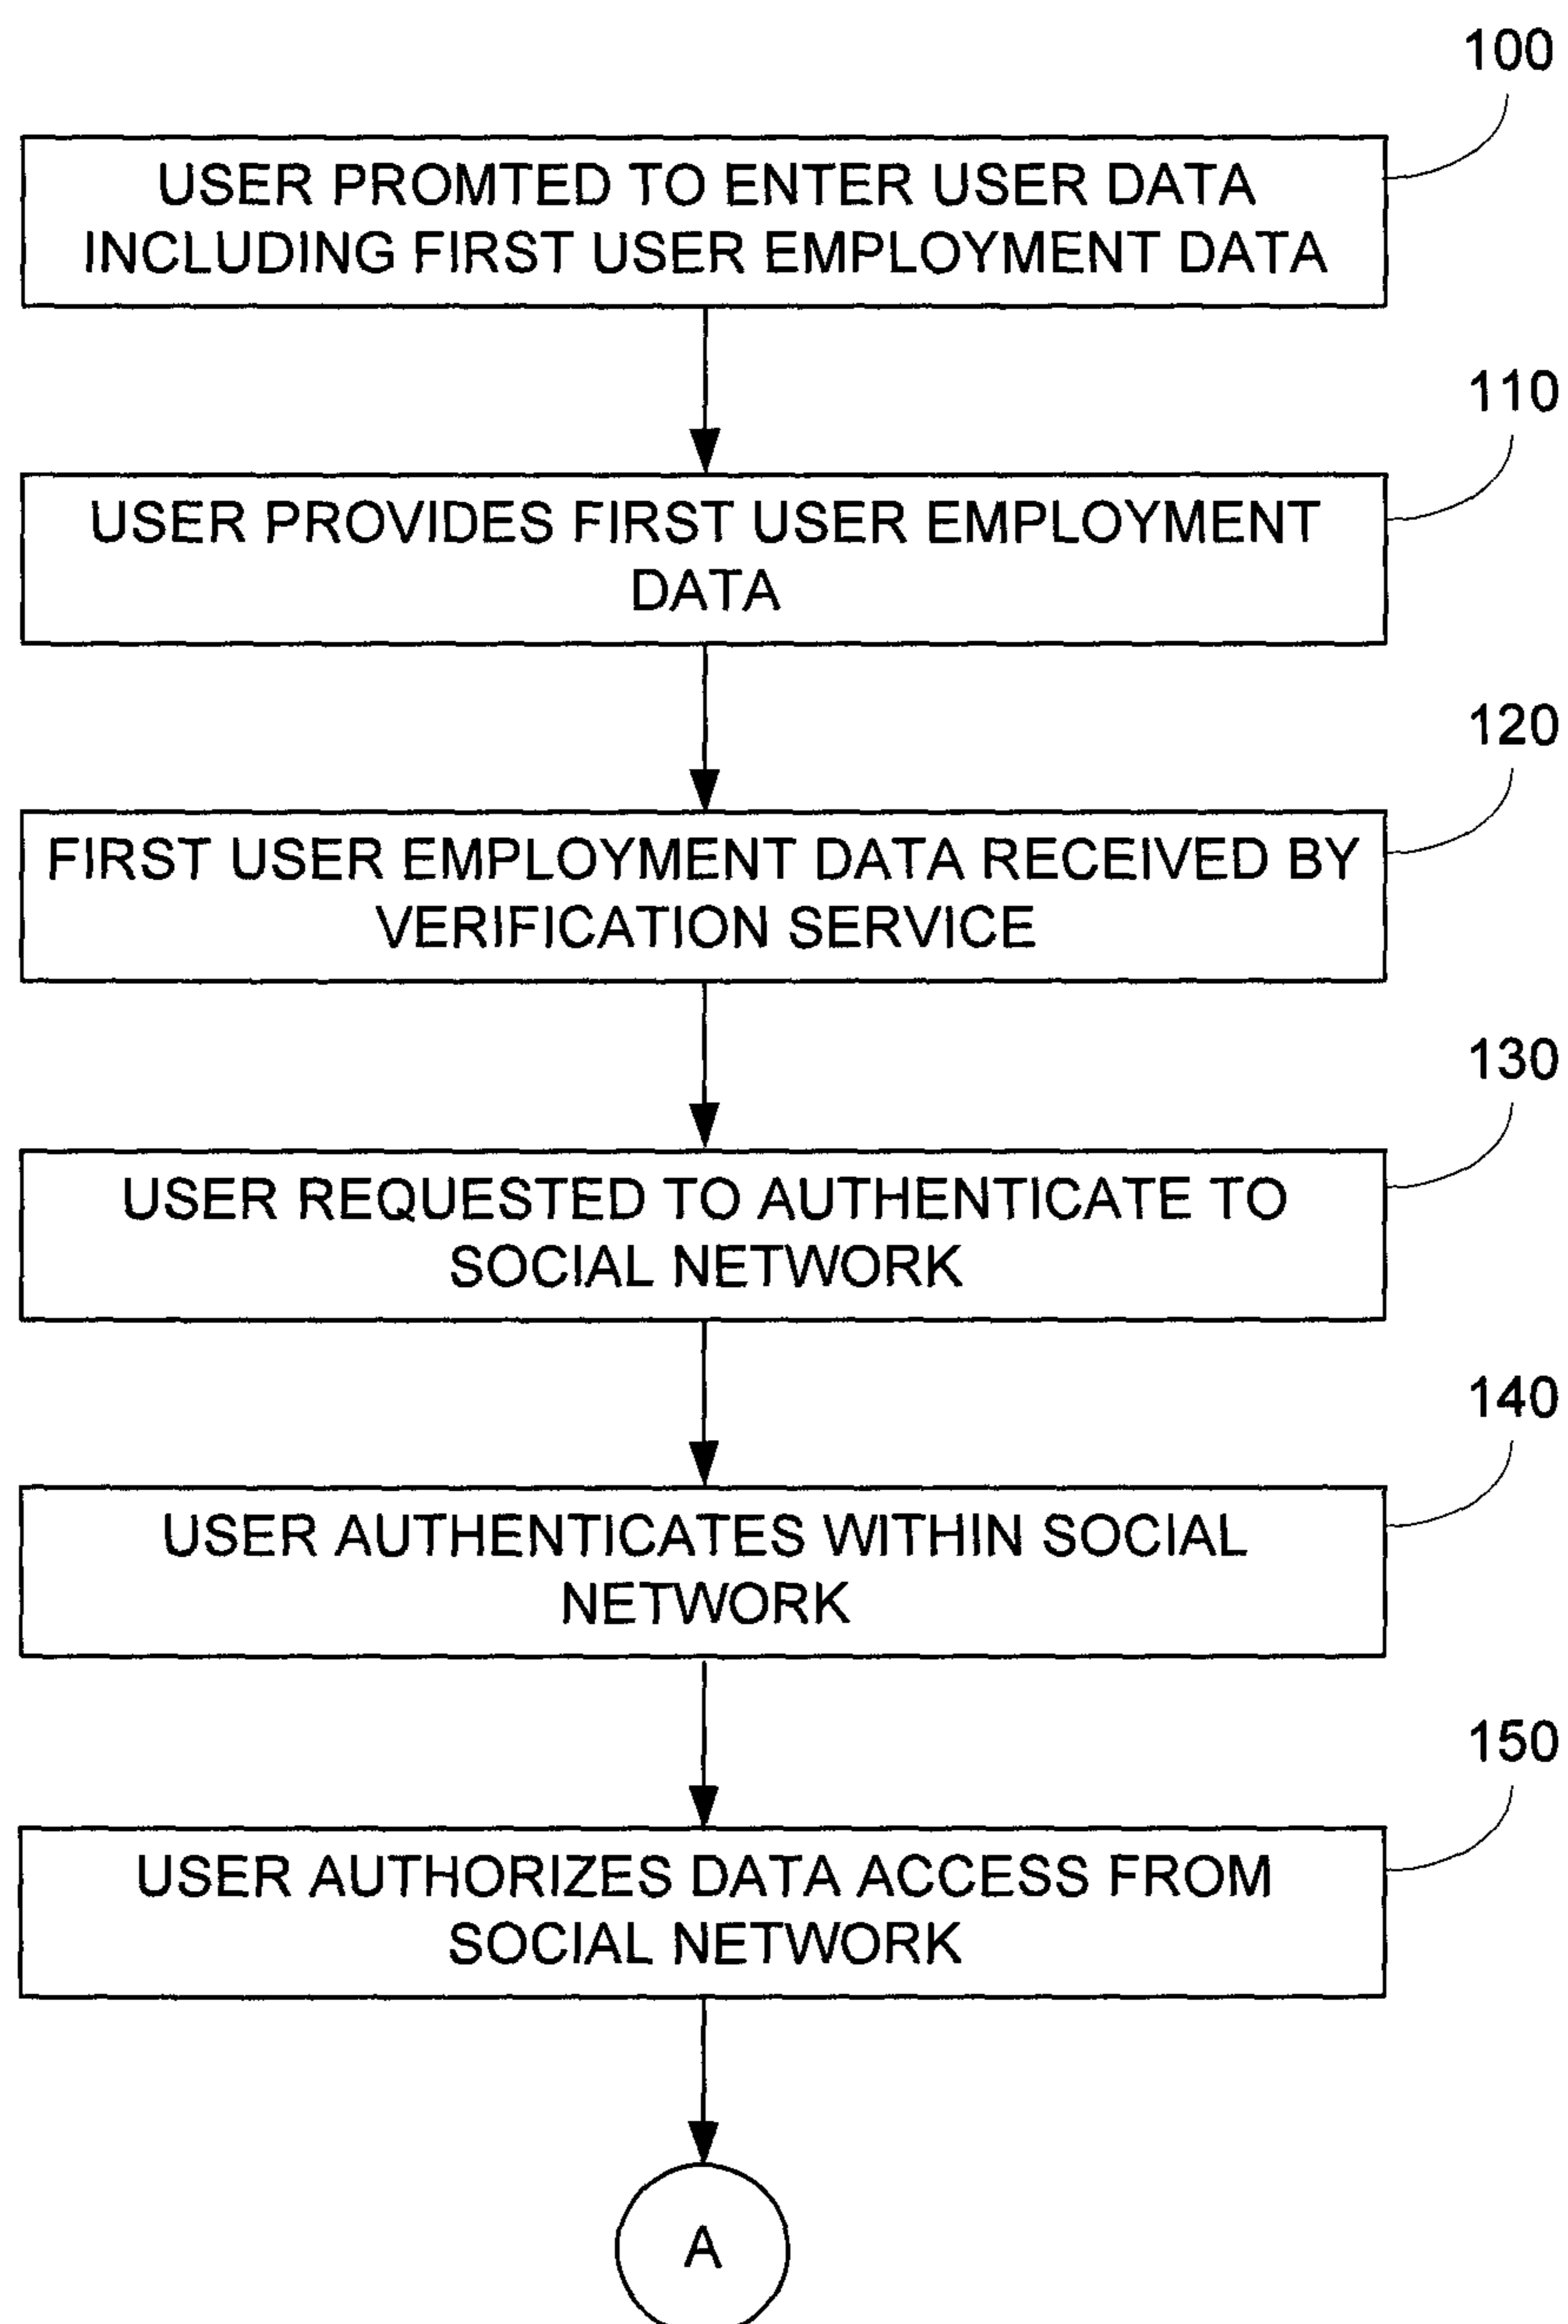 100
USER PROMTED TO ENTER USER DATA
INCLUDING FIRST USER EMPLOYMENT DATA
110
USER PROVIDES FIRST USER EMPLOYMENT
DATA
120
FIRST USER EMPLOYMENT DATA RECEIVED BY
VERIFICATION SERVICE
130
USER REQUESTED TO AUTHENTICATE TO
SOCIAL NETWORK
140
USER AUTHENTICATES WITHIN SOCIAL
NETWORK
150
USER AUTHORIZES DATA ACCESS FROM
SOCIAL NETWORK
A